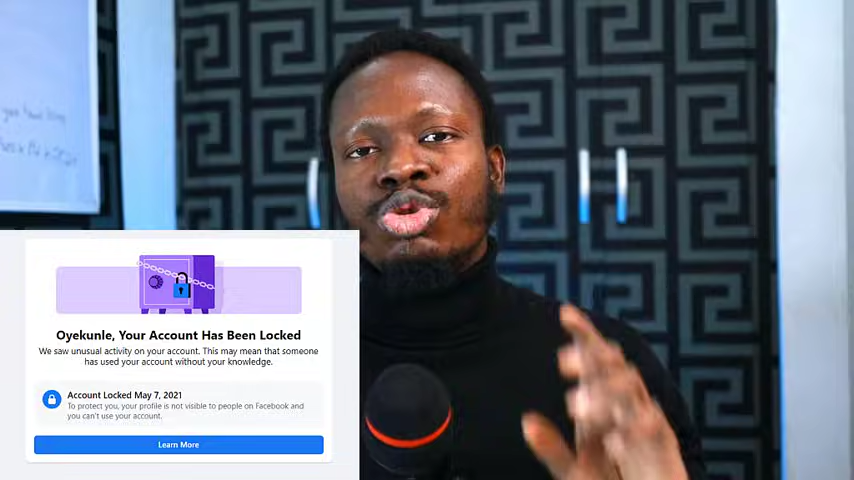 Oyekunle, Your Account Has Been Locked
We saw unusual activity on your account. This may mean that someone
has used your account without your knowledge.
Account Locked May 7, 2021
To protect you, your profile is not visible to people on Facebook and
you can't use your account.
Learn More